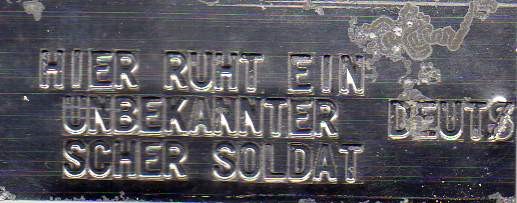 HIER RUHT EIN
UNBEKANNTER DEUTS
SCHER SOLDAT